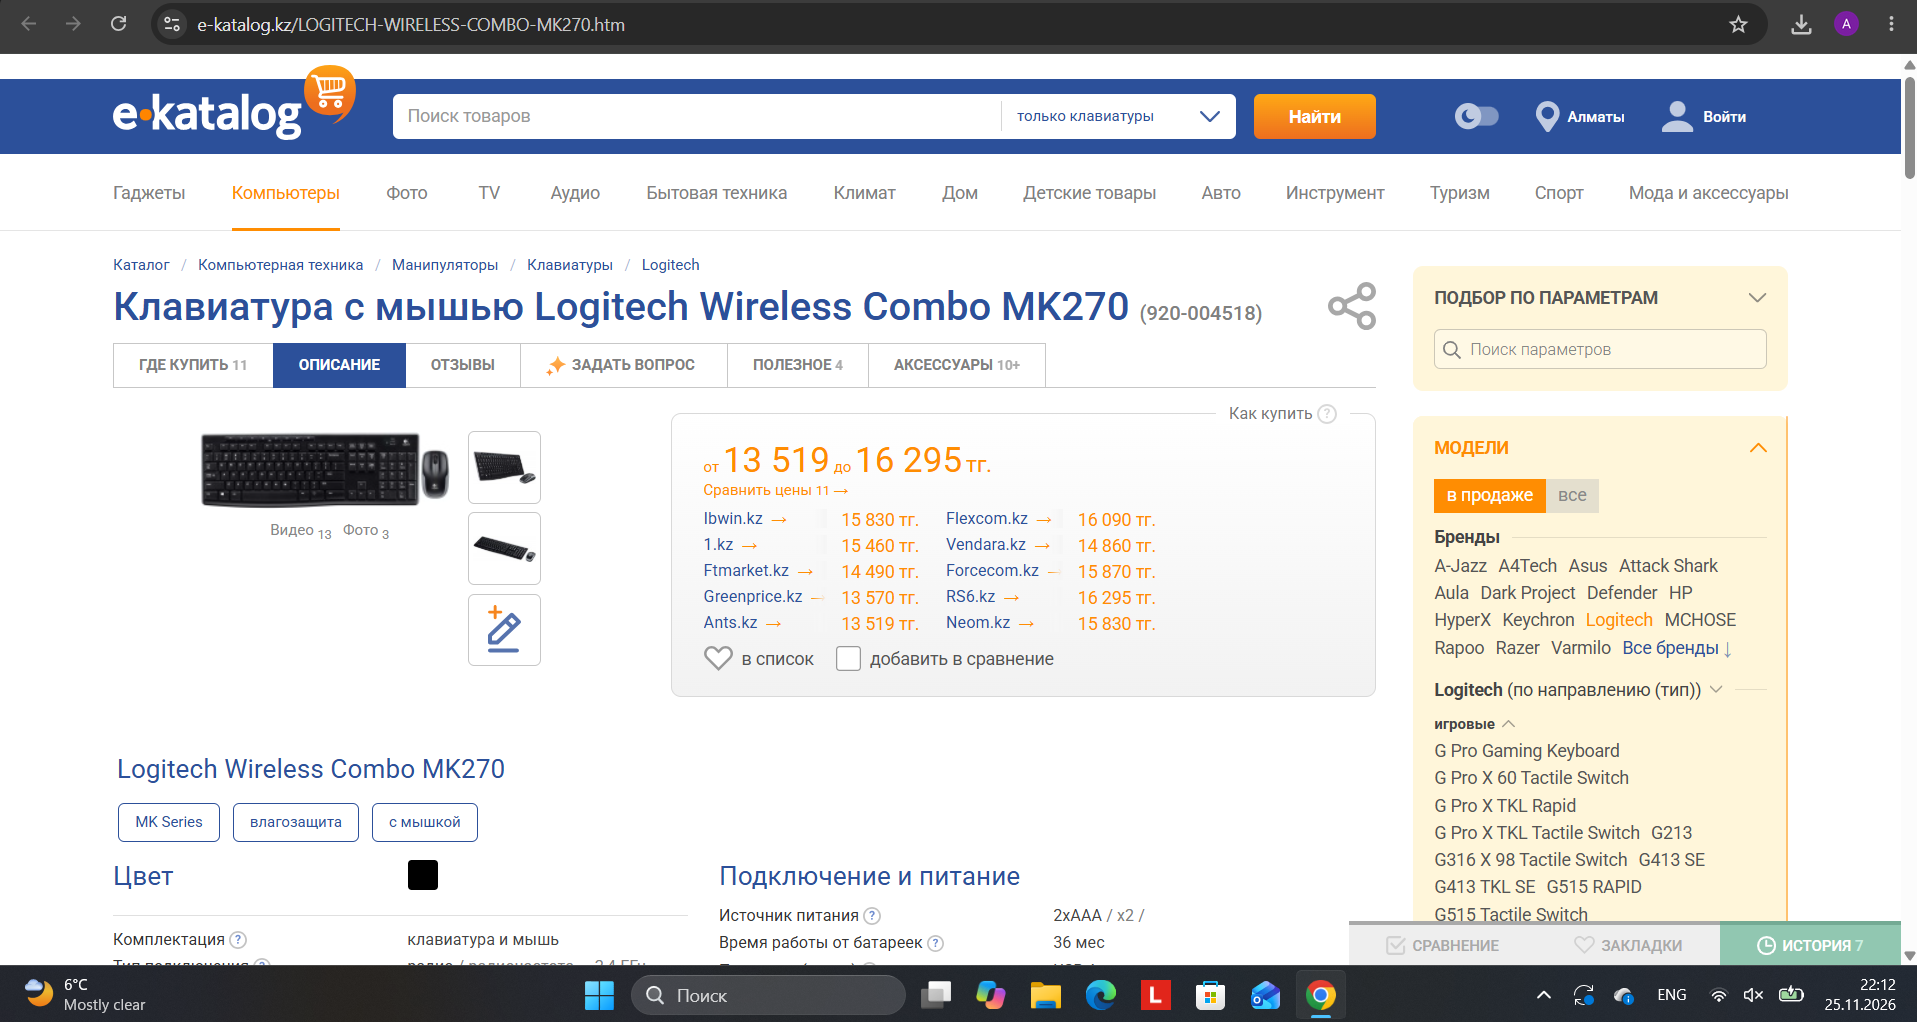 e-katalog.kz/LOGITECH-WIRELESS-COMBO-MK270.htm
A
e-katalog
Поиск товаров
только клавиатуры
Найти
Алматы
Войти
Гаджеты Компьютеры Фото TV Аудио Бытовая техника Климат Дом Детские товары Авто Инструмент Туризм Спорт Мода и аксессуары
Каталог / Компьютерная техника / Манипуляторы / Клавиатуры / Logitech
Клавиатура с мышью Logitech Wireless Combo MK270 (920-004518)
ГДЕ КУПИТЬ 11 ОПИСАНИЕ ОТЗЫВЫ ЗАДАТЬ ВОПРОС ПОЛЕЗНОЕ 4 АКСЕССУАРЫ 10+
Видео 13 Фото 3
Как купить ?
от 13 519 до 16 295 тг.
Сравнить цены 11 →
Ibwin.kz → 15 830 тг. Flexcom.kz → 16 090 тг.
1.kz → 15 460 тг. Vendara.kz → 14 860 тг.
Ftmarket.kz → 14 490 тг. Forcecom.kz → 15 870 тг.
Greenprice.kz → 13 570 тг. RS6.kz → 16 295 тг.
Ants.kz → 13 519 тг. Neom.kz → 15 830 тг.
в список добавить в сравнение
Logitech Wireless Combo MK270
MK Series влагозащита с мышкой
Цвет
Комплектация ? клавиатура и мышь
Тип подключения ? радио / радиочастота 2.4 ГГц
Подключение и питание
Источник питания ? 2xAAA / x2 /
Время работы от батареек ? 36 мес
ПОДБОР ПО ПАРАМЕТРАМ
Поиск параметров
МОДЕЛИ
в продаже все
Бренды
A-Jazz A4Tech Asus Attack Shark
Aula Dark Project Defender HP
HyperX Keychron Logitech MCHOSE
Rapoo Razer Varmilo Все бренды ↓
Logitech (по направлению (тип))
игровые
G Pro Gaming Keyboard
G Pro X 60 Tactile Switch
G Pro X TKL Rapid
G Pro X TKL Tactile Switch G213
G316 X 98 Tactile Switch G413 SE
G413 TKL SE G515 RAPID
G515 Tactile Switch
СРАВНЕНИЕ ЗАКЛАДКИ ИСТОРИЯ 7
6°C
Mostly clear
Поиск
L
ENG
22:12
25.11.2026